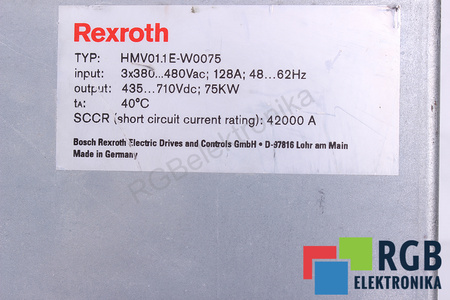 Rexroth
TYP: HMV01.1E-W0075
input: 3x380...480Vac; 128A; 48...62Hz
output: 435...710Vdc; 75KW
tA: 40°C
SCCR (short circuit current rating): 42000 A
Bosch Rexroth Electric Drives and Controls GmbH • D-97816 Lohr am Main
Made in Germany
RGBelektronika
RGB
ELEKTRONIKA